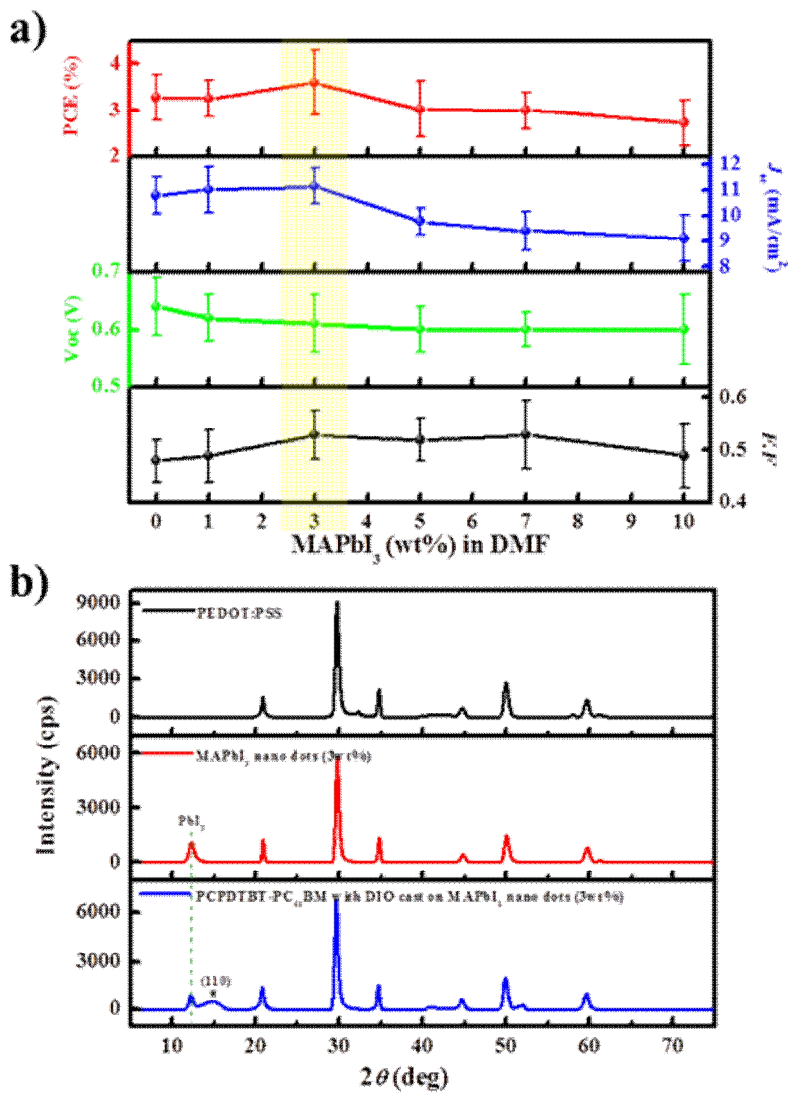 a)
PCE (%)
4
3
2
J (mA/cm²)
12
11
10
9
8
Voc (V)
0.7
0.6
0.5
FF
0.6
0.5
0.4
0 1 2 3 4 5 6 7 8 9 10
MAPbI₃ (wt%) in DMF
b)
Intensity (cps)
9000
6000
3000
0
PEDOT:PSS
6000
3000
0
MAPbI₃ nano dots (3wt%)
PbI₂
6000
3000
0
PCPDTBT-PC₆₁BM with DIO cast on MAPbI₃ nano dots (3wt%)
(110)
*
10 20 30 40 50 60 70
2θ (deg)